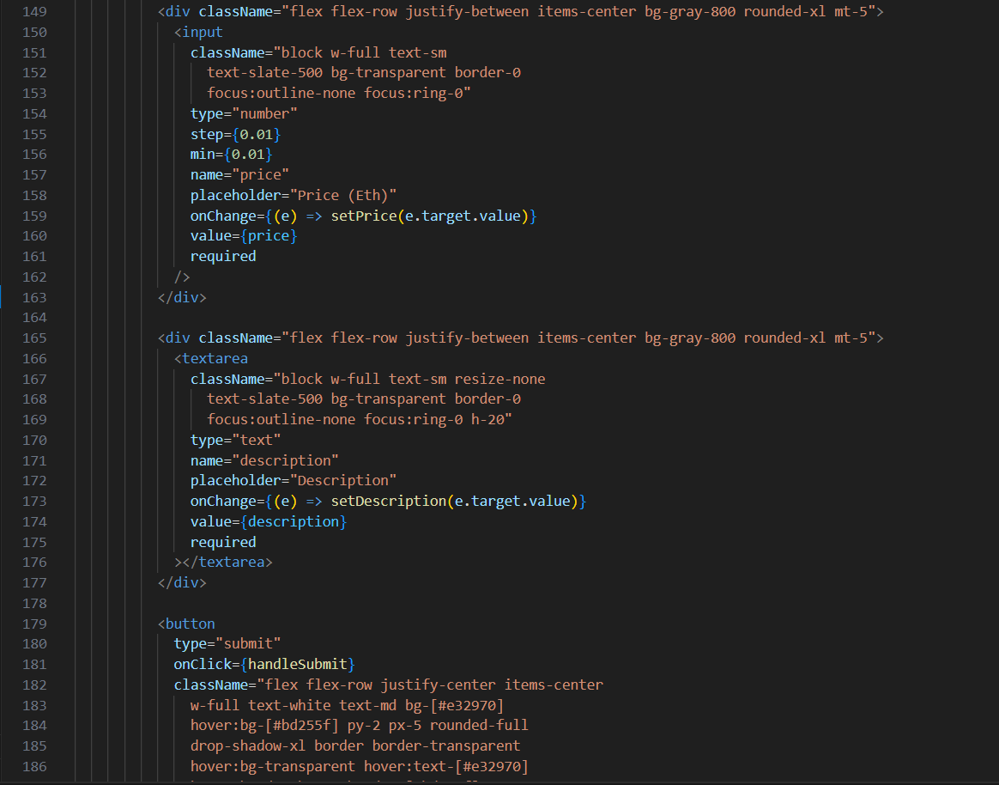 149 <div className="flex flex-row justify-between items-center bg-gray-800 rounded-xl mt-5">
150 <input
151 className="block w-full text-sm
152 text-slate-500 bg-transparent border-0
153 focus:outline-none focus:ring-0"
154 type="number"
155 step={0.01}
156 min={0.01}
157 name="price"
158 placeholder="Price (Eth)"
159 onChange={(e) => setPrice(e.target.value)}
160 value={price}
161 required
162 />
163 </div>
164
165 <div className="flex flex-row justify-between items-center bg-gray-800 rounded-xl mt-5">
166 <textarea
167 className="block w-full text-sm resize-none
168 text-slate-500 bg-transparent border-0
169 focus:outline-none focus:ring-0 h-20"
170 type="text"
171 name="description"
172 placeholder="Description"
173 onChange={(e) => setDescription(e.target.value)}
174 value={description}
175 required
176 ></textarea>
177 </div>
178
179 <button
180 type="submit"
181 onClick={handleSubmit}
182 className="flex flex-row justify-center items-center
183 w-full text-white text-md bg-[#e32970]
184 hover:bg-[#bd255f] py-2 px-5 rounded-full
185 drop-shadow-xl border border-transparent
186 hover:bg-transparent hover:text-[#e32970]